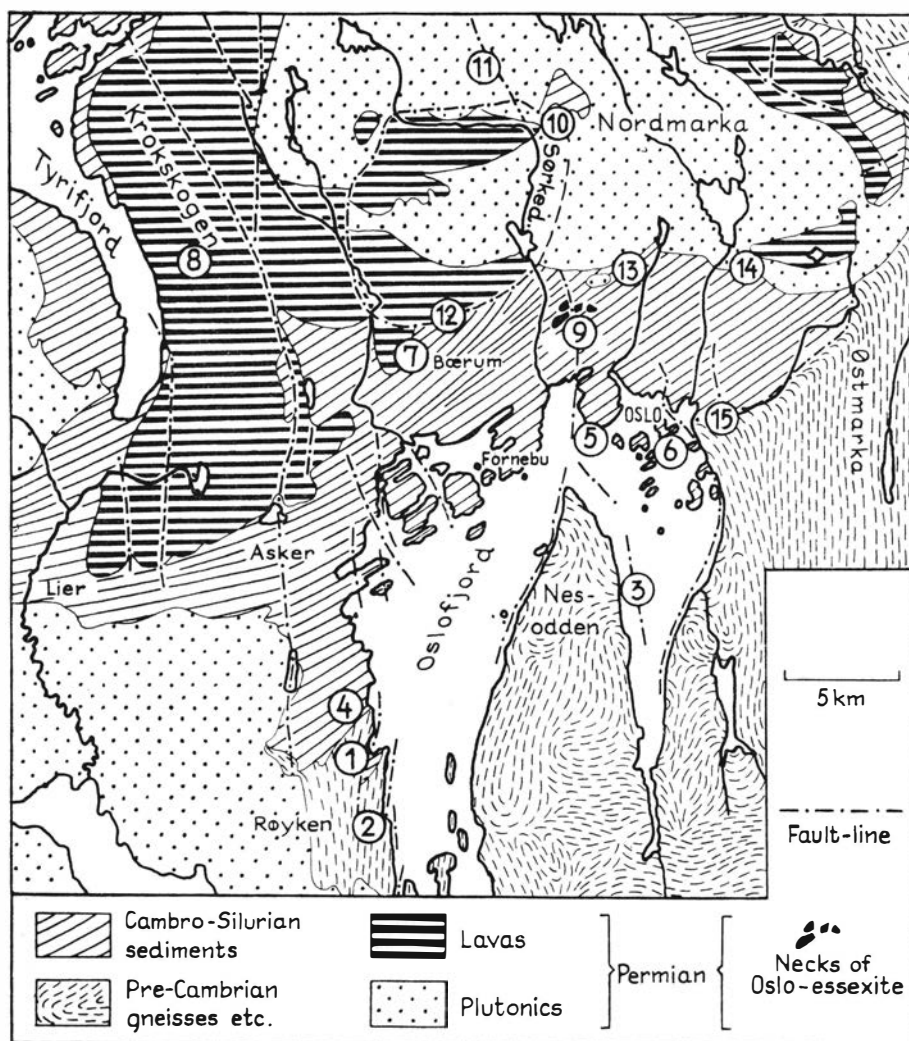 11
10
Nordmarka
Tyrifjord
Krokskogen
Sørked.
8
13
14
12
9
7
Bærum
Østmarka
OSLO
5
6
15
Fornebu
Asker
Lier
Oslofjord
Nes-
odden
3
5 km
4
1
Røyken
2
Fault-line
Cambro-Silurian
sediments
Lavas
Permian
Necks of
Oslo-essexite
Pre-Cambrian
gneisses etc.
Plutonics